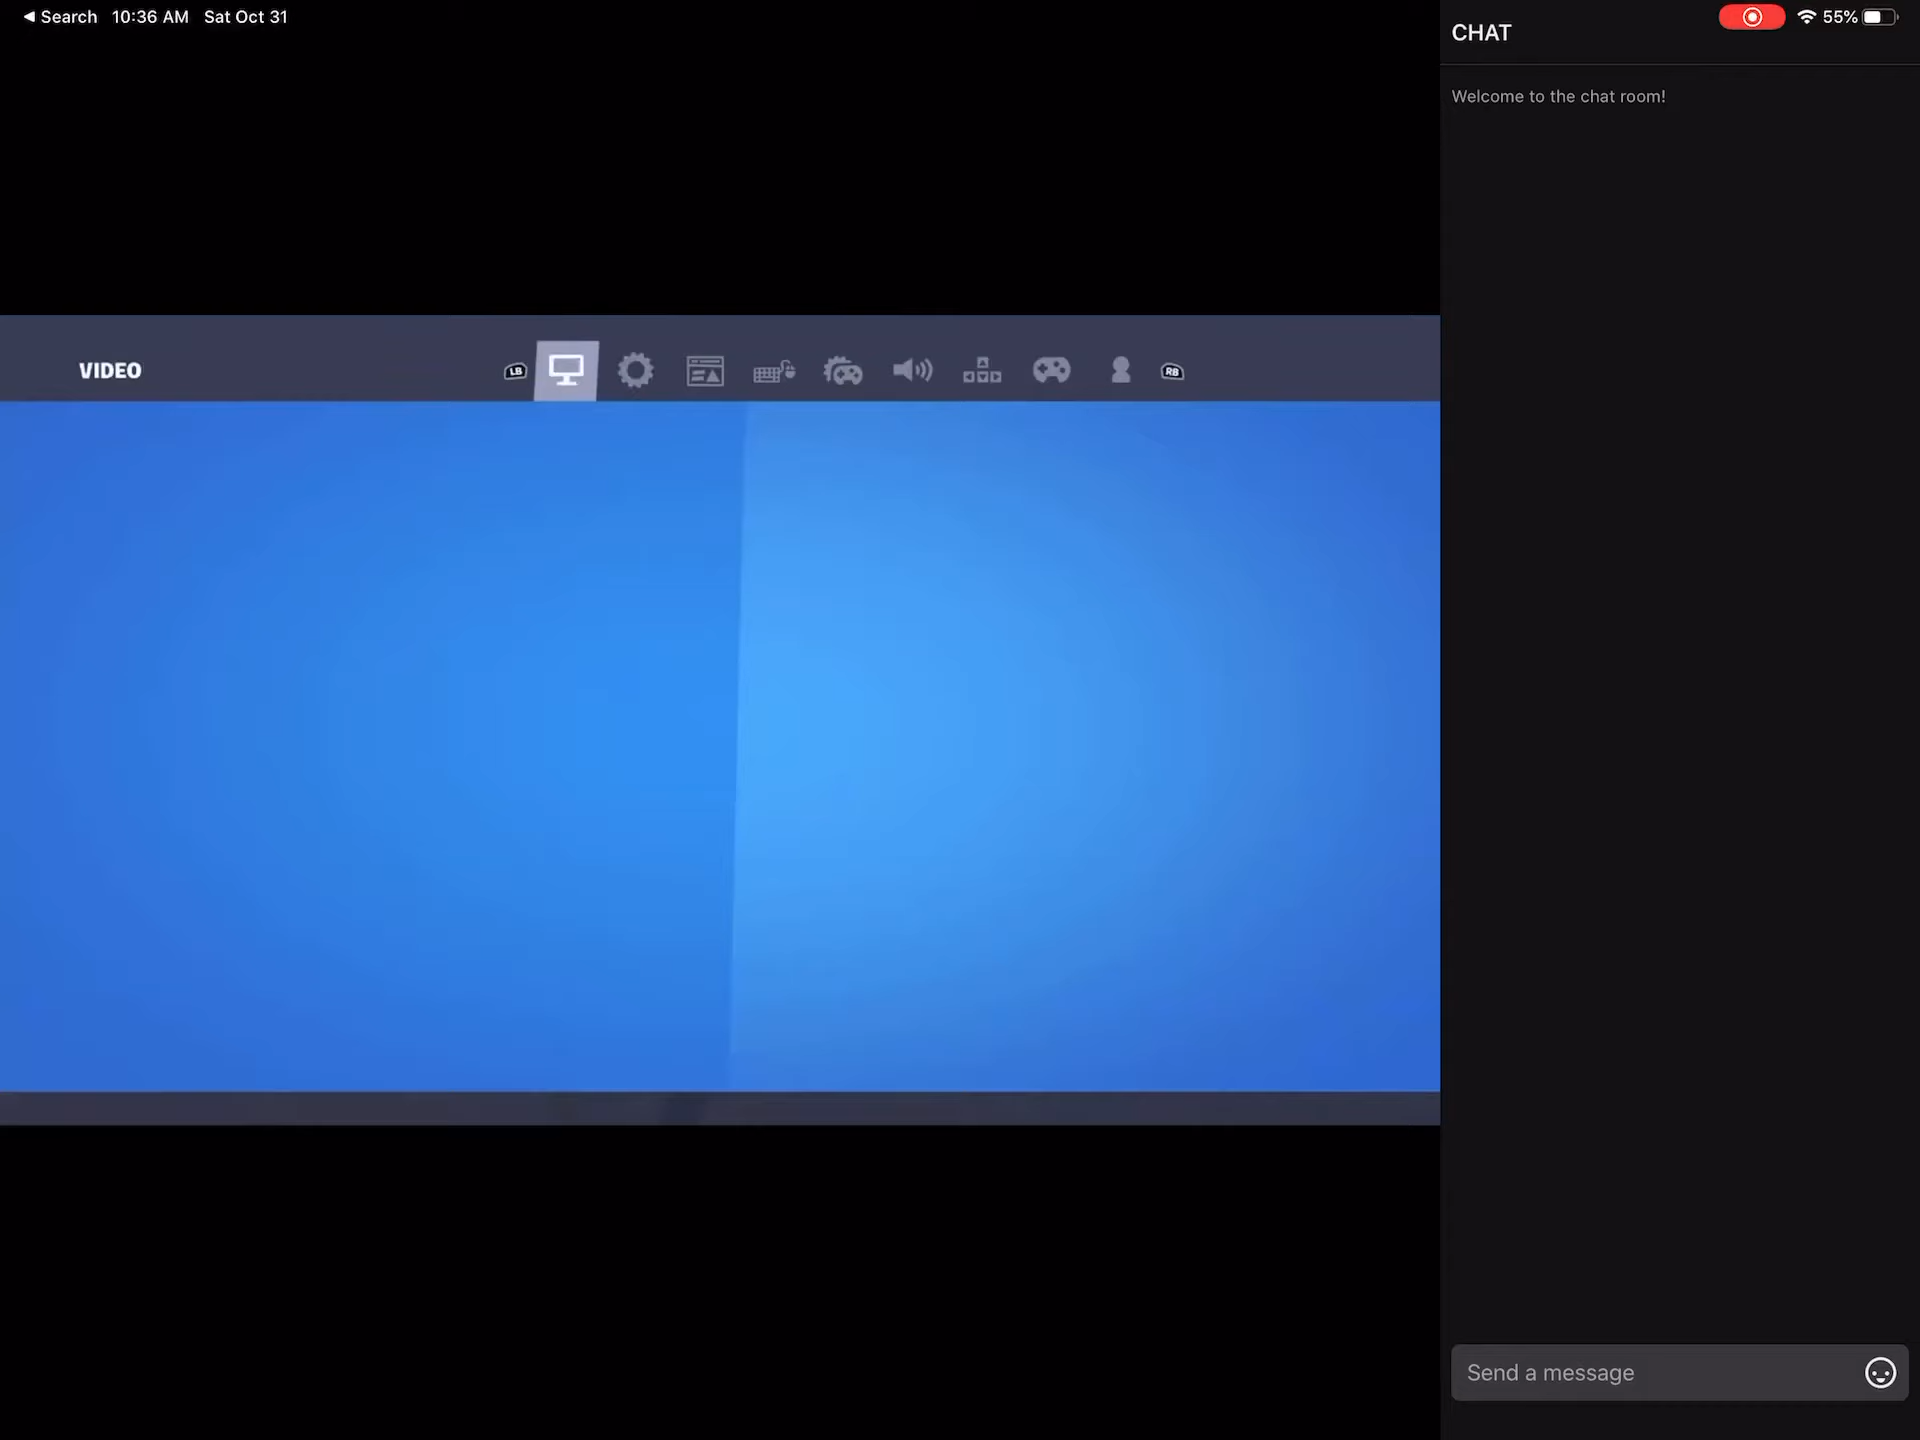 Search 10:36 AM Sat Oct 31
55%
CHAT
Welcome to the chat room!
VIDEO
LB
RB
Send a message